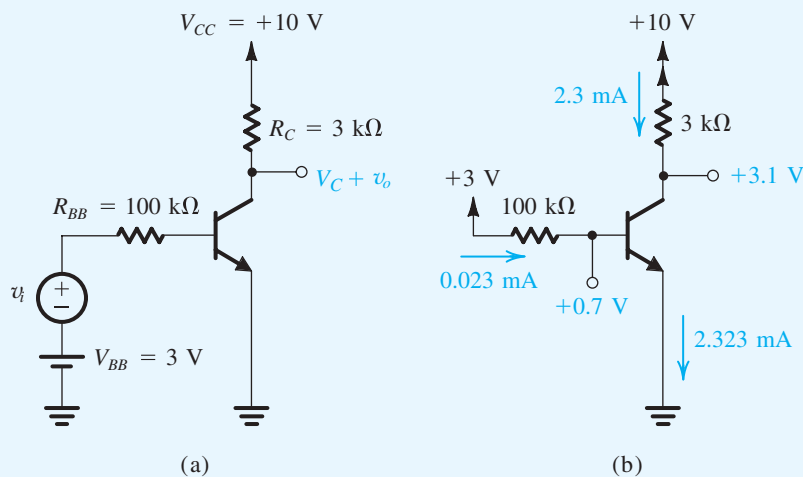 V_CC = +10 V
R_C = 3 kΩ
V_C + v_o
R_BB = 100 kΩ
v_i
+
−
V_BB = 3 V
(a)
+10 V
2.3 mA
3 kΩ
+3.1 V
+3 V
100 kΩ
0.023 mA
+0.7 V
2.323 mA
(b)